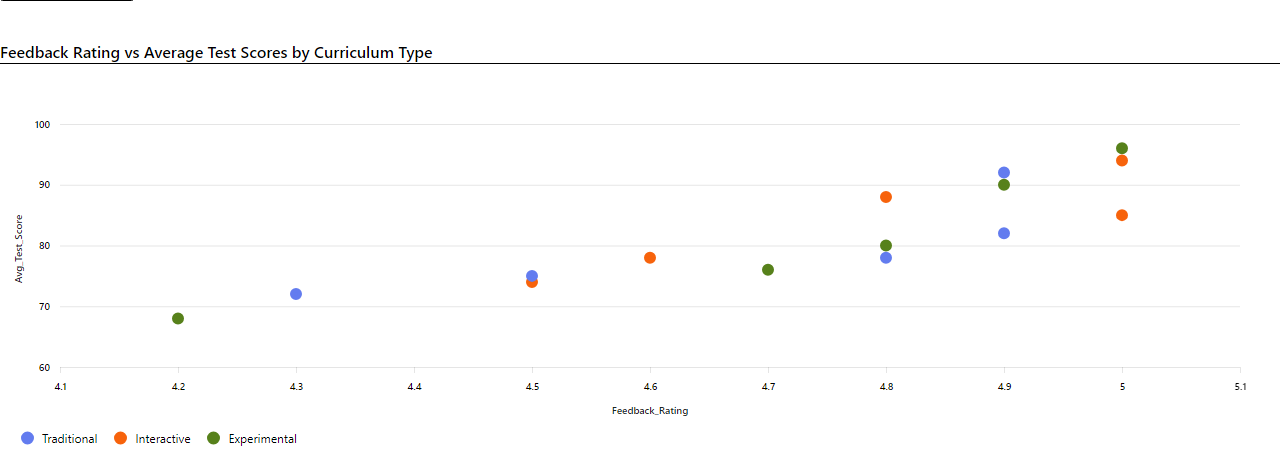 Feedback Rating vs Average Test Scores by Curriculum Type
100
90
80
70
60
Avg_Test_Score
4.1 4.2 4.3 4.4 4.5 4.6 4.7 4.8 4.9 5 5.1
Feedback_Rating
Traditional Interactive Experimental